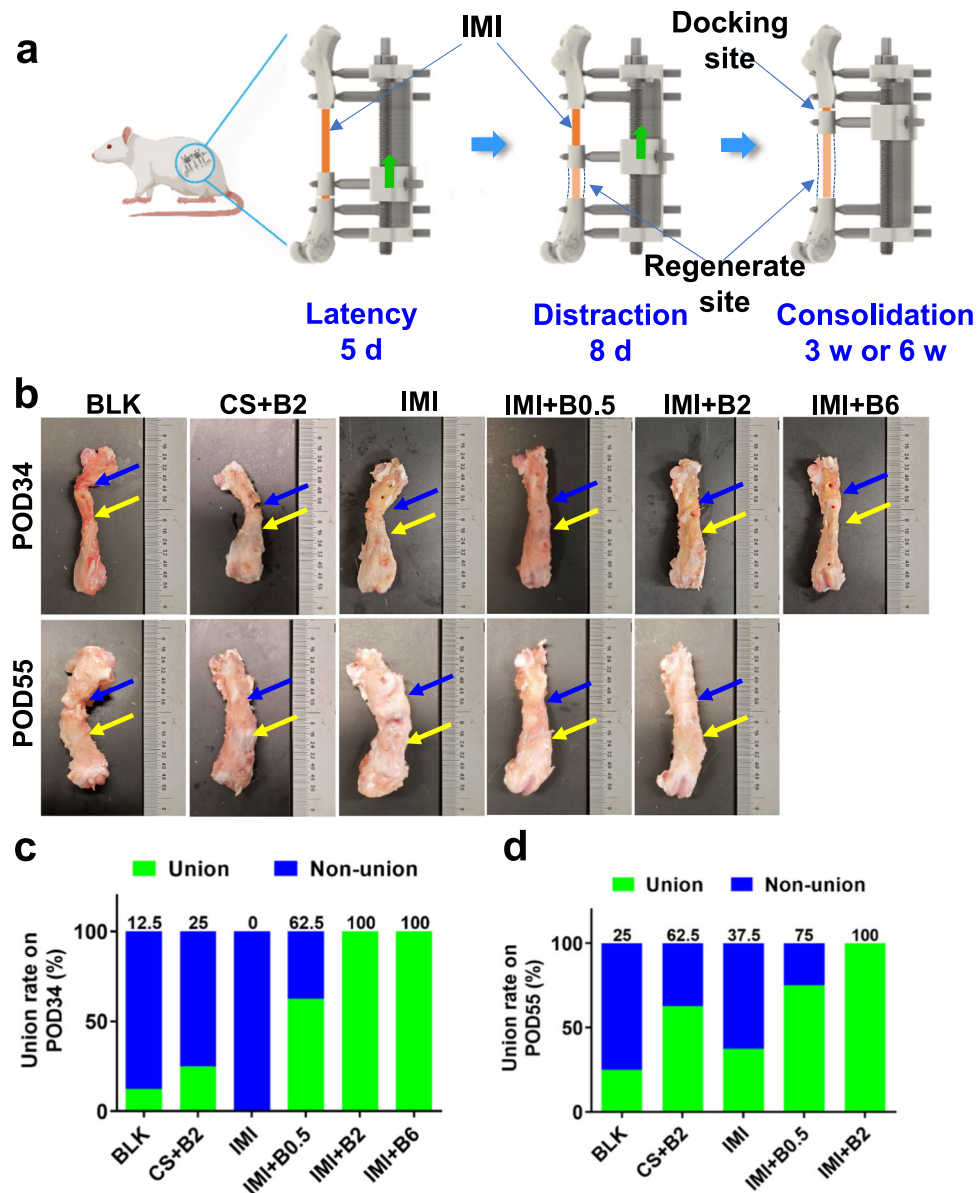 a
IMI
Docking
site
Regenerate
site
Latency
5 d
Distraction
8 d
Consolidation
3 w or 6 w
b
BLK
CS+B2
IMI
IMI+B0.5
IMI+B2
IMI+B6
POD34
POD55
c
Union
Non-union
12.5
25
0
62.5
100
100
Union rate on
POD34 (%)
100
50
0
BLK
CS+B2
IMI
IMI+B0.5
IMI+B2
IMI+B6
d
Union
Non-union
25
62.5
37.5
75
100
Union rate on
POD55 (%)
100
50
0
BLK
CS+B2
IMI
IMI+B0.5
IMI+B2